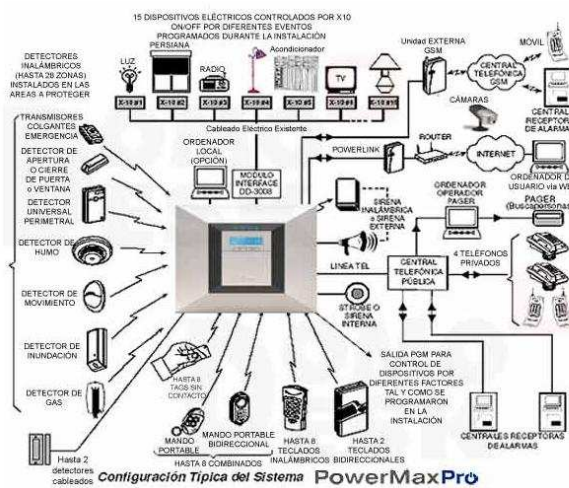 15 DISPOSITIVOS ELÉCTRICOS CONTROLADOS POR X10
ON/OFF POR DIFERENTES EVENTOS
PROGRAMADOS DURANTE LA INSTALACIÓN
DETECTORES
INALÁMBRICOS
(HASTA 28 ZONAS)
INSTALADOS EN LAS
AREAS A PROTEGER
LUZ
PERSIANA
RADIO
Acondicionador
TV
X-10 #1
X-10 #2
X-10 #3
X-10 #4
X-10 #5
Cableado Eléctrico Existente
Unidad EXTERNA
GSM
CENTRAL
TELEFÓNICA
GSM
MÓVIL
CENTRAL
RECEPTOR
DE ALARMA
CÁMARAS
ROUTER
POWERLINK
INTERNET
ORDENADOR D
USUARIO vía WE
TRANSMISORES
COLGANTES
EMERGENCIA
DETECTOR DE
APERTURA
O CIERRE
DE PUERTA
o VENTANA
DETECTOR
UNIVERSAL
PERIMETRAL
DETECTOR DE
HUMO
DETECTOR DE
MOVIMIENTO
DETECTOR DE
INUNDACIÓN
DETECTOR DE
GAS
Hasta 2
detectores
cableados
ORDENADOR
LOCAL
(OPCIÓN)
MODULO
INTERFACE
DD-3008
SIRENA
INALÁMBRICA
o SIRENA
EXTERNA
ORDENADOR
OPERADOR
PAGER
PAGER
(Buscapersonas)
LINEA TEL
CENTRAL
TELEFÓNICA
PÚBLICA
4 TELÉFONOS
PRIVADOS
STROBE O
SIRENA
INTERNA
HASTA 8
TAGS SIN
CONTACTO
MANDO
PORTABLE
MANDO PORTABLE
BIDIRECCIONAL
HASTA 8 COMBINADOS
HASTA 8
TECLADOS
INALÁMBRICOS
HASTA 2
TECLADOS
BIDIRECCIONALES
SALIDA PGM PARA
CONTROL DE
DISPOSITIVOS POR
DIFERENTES FACTORES
TAL Y COMO SE
PROGRAMARON
EN LA
INSTALACIÓN
CENTRALES RECEPTORAS
DE ALARMAS
Configuración Típica del Sistema PowerMaxPro